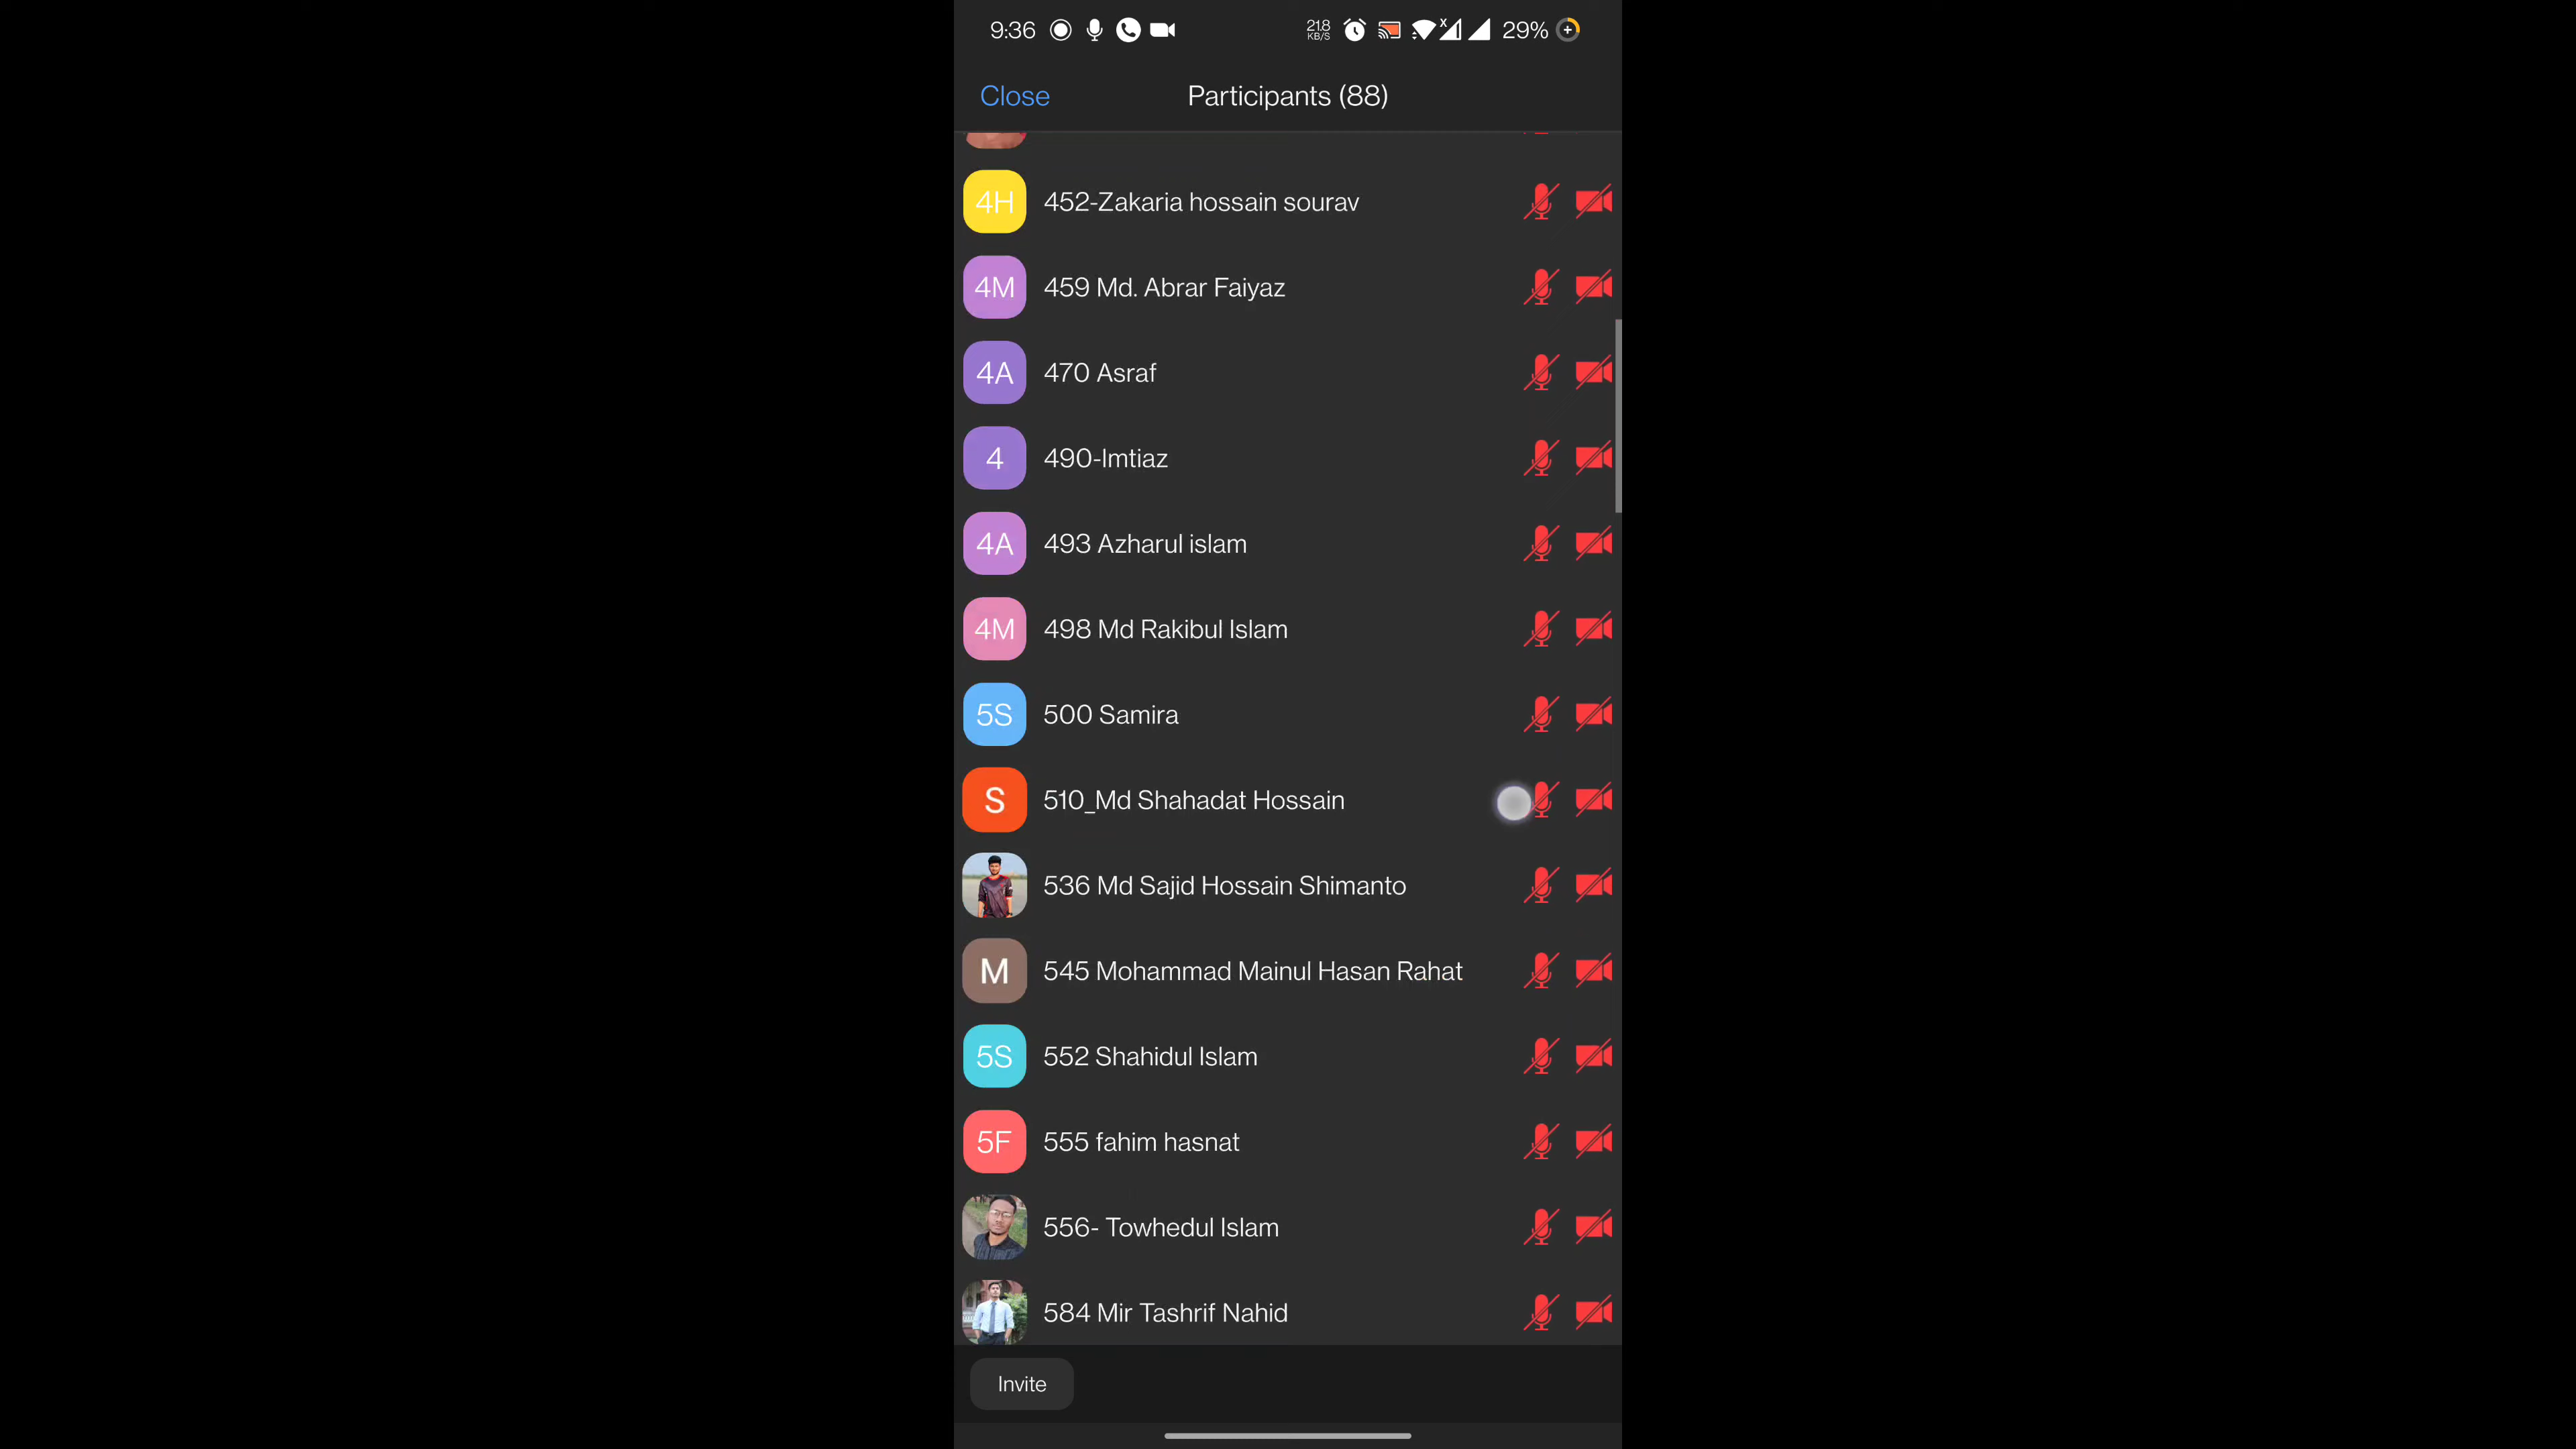 9:36 21.8 KB/S 29%
Close Participants (88)
4H 452-Zakaria hossain sourav
4M 459 Md. Abrar Faiyaz
4A 470 Asraf
4 490-Imtiaz
4A 493 Azharul islam
4M 498 Md Rakibul Islam
5S 500 Samira
S 510_Md Shahadat Hossain
536 Md Sajid Hossain Shimanto
M 545 Mohammad Mainul Hasan Rahat
5S 552 Shahidul Islam
5F 555 fahim hasnat
556- Towhedul Islam
584 Mir Tashrif Nahid
Invite